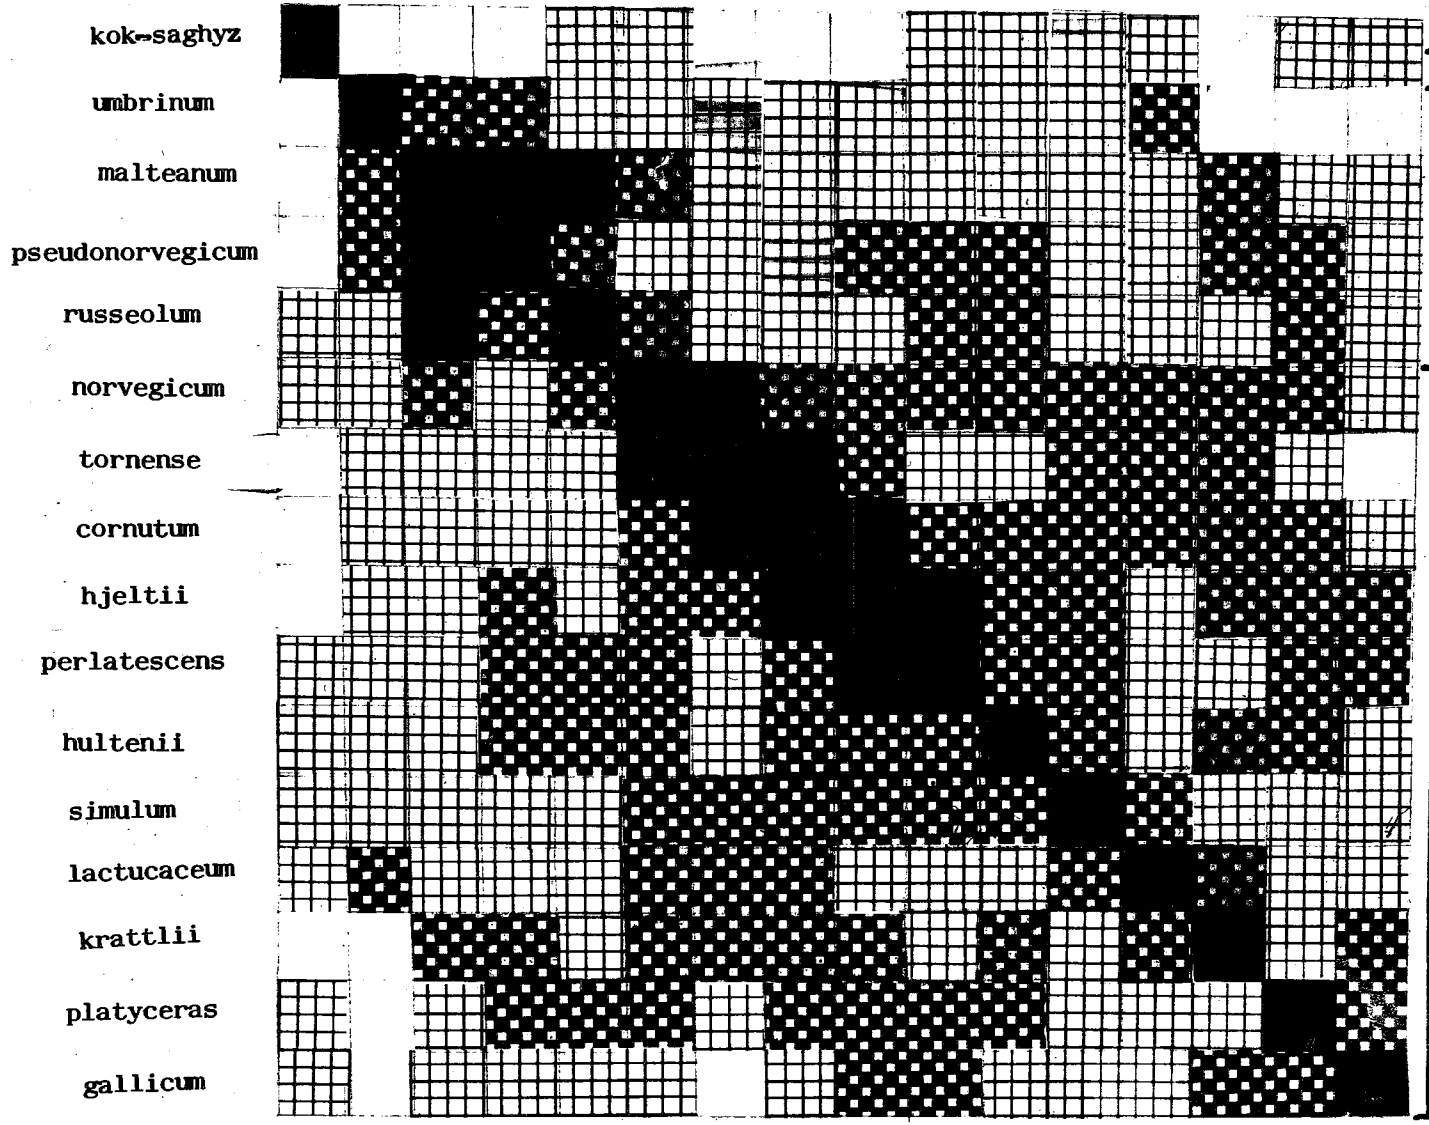 kok-saghyz
umbrinum
malteanum
pseudonorvegicum
russeolum
norvegicum
tornense
cornutum
hjeltii
perlatescens
hultenii
simulum
lactucaceum
krattlii
platyceras
gallicum